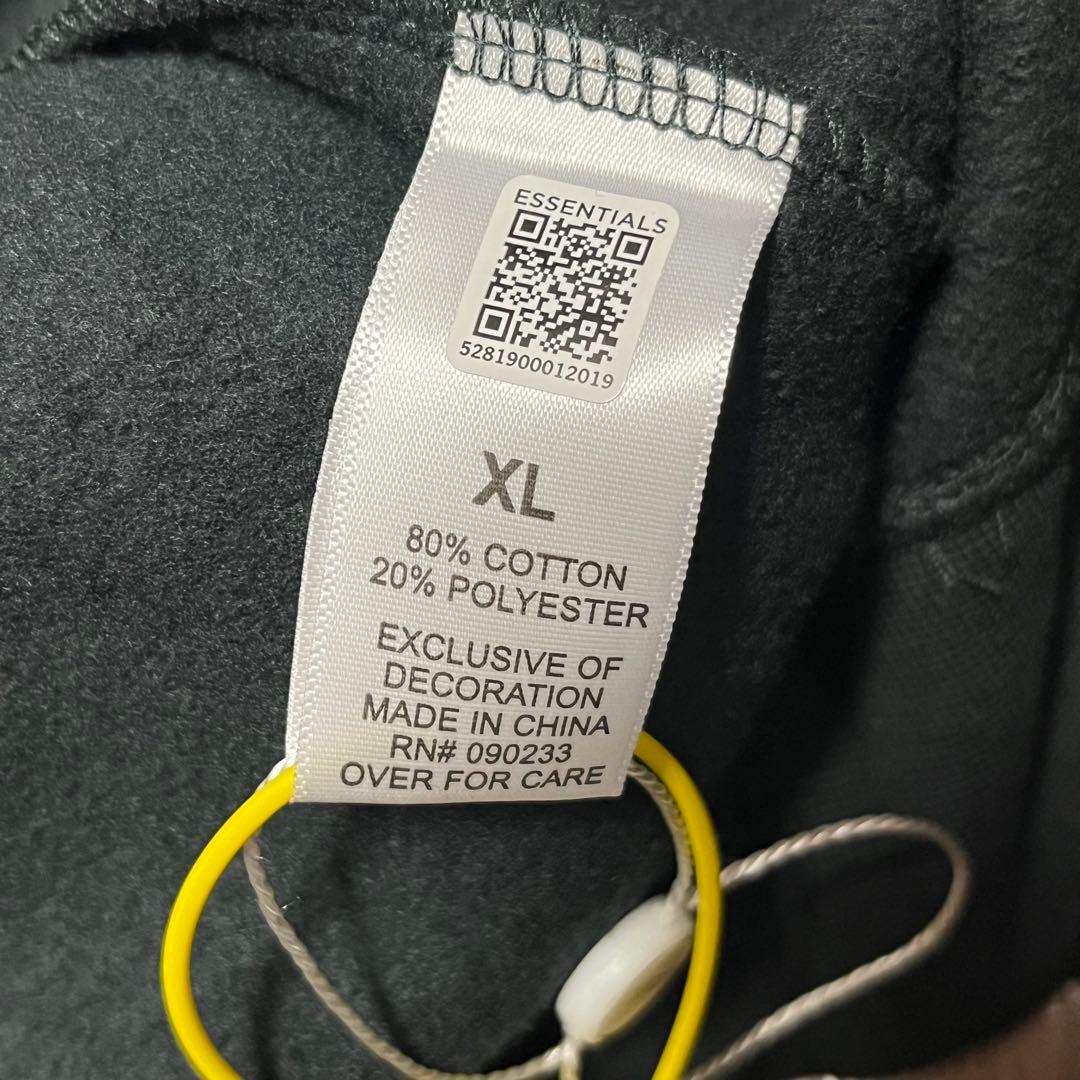 ESSENTIALS
5281900012019
XL
80% COTTON
20% POLYESTER
EXCLUSIVE OF
DECORATION
MADE IN CHINA
RN# 090233
OVER FOR CARE